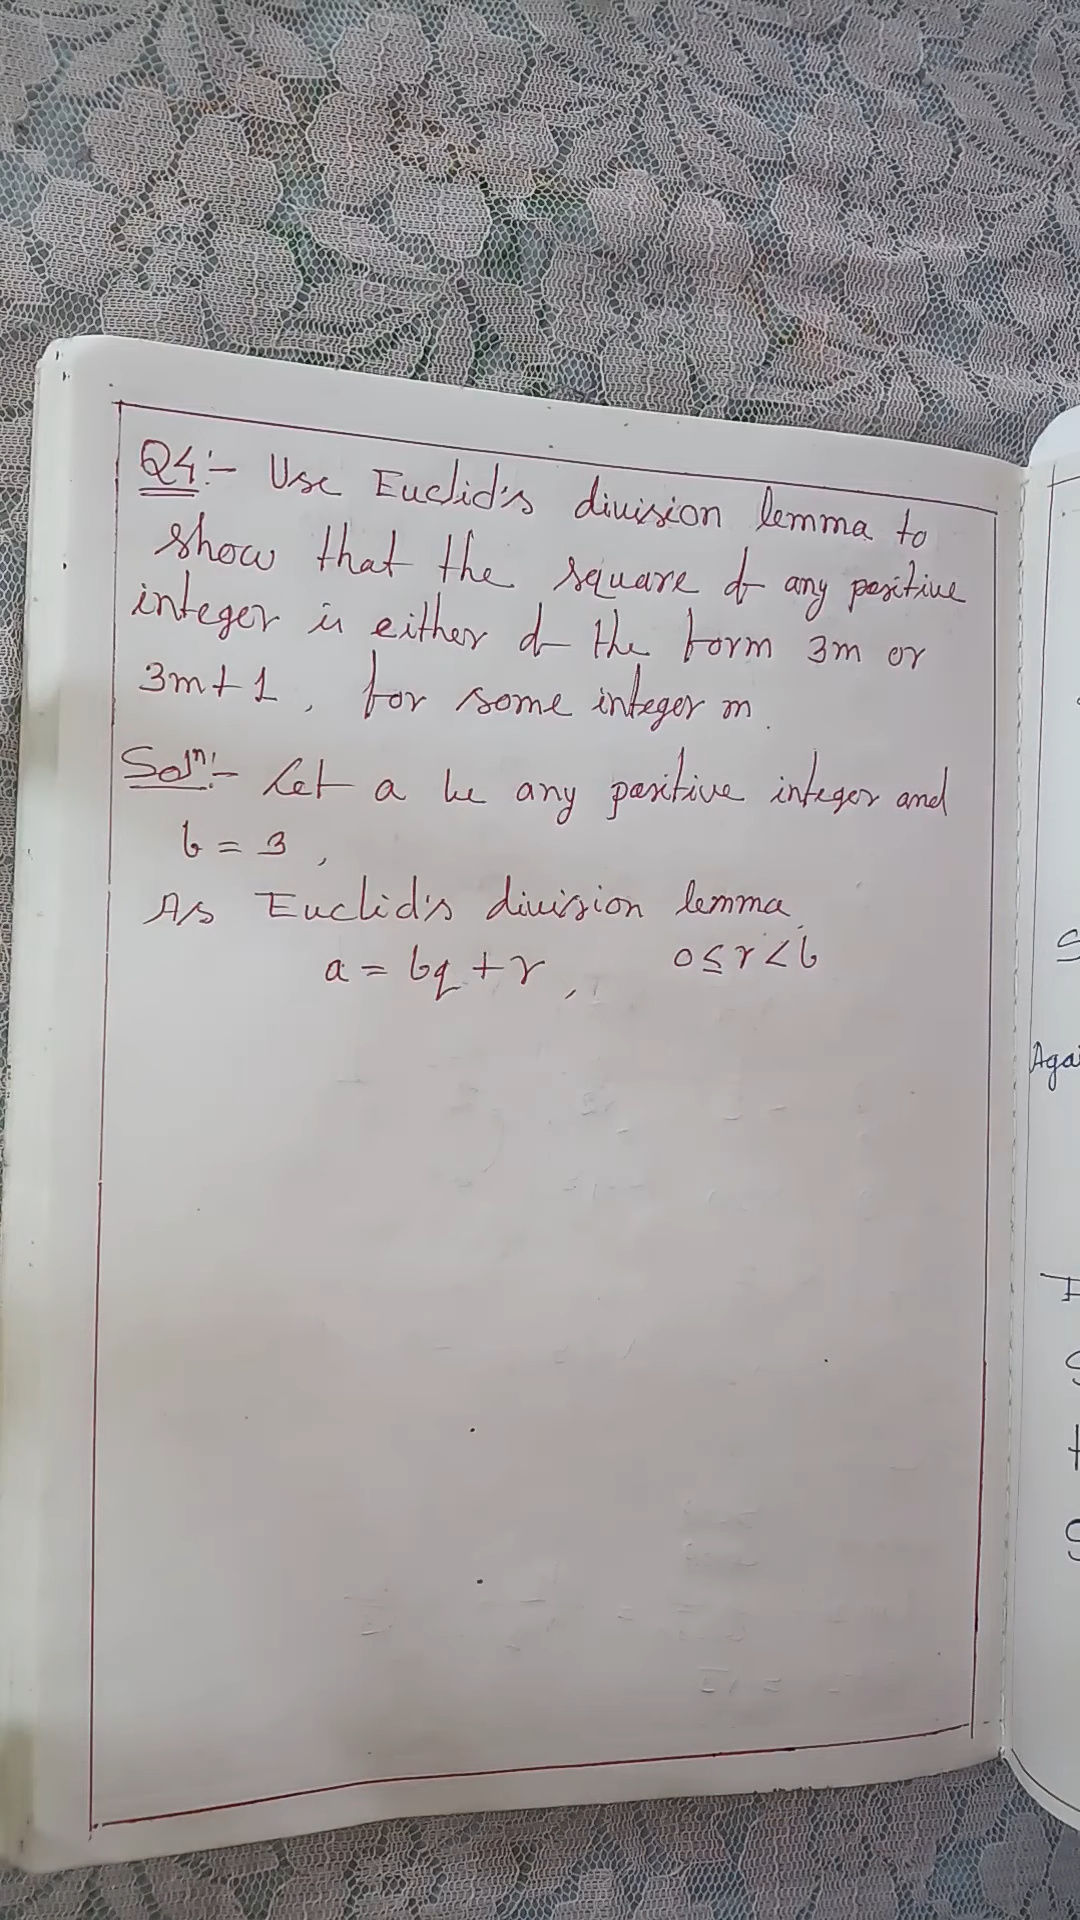 Q4:- Use Euclid's division lemma to
show that the square of any positive
integer is either of the form 3m or
3m+1, for some integer m.
Solⁿ:- Let a be any positive integer and
b = 3,
As Euclid's division lemma,
a = bq + r, 0≤r<b
Agai